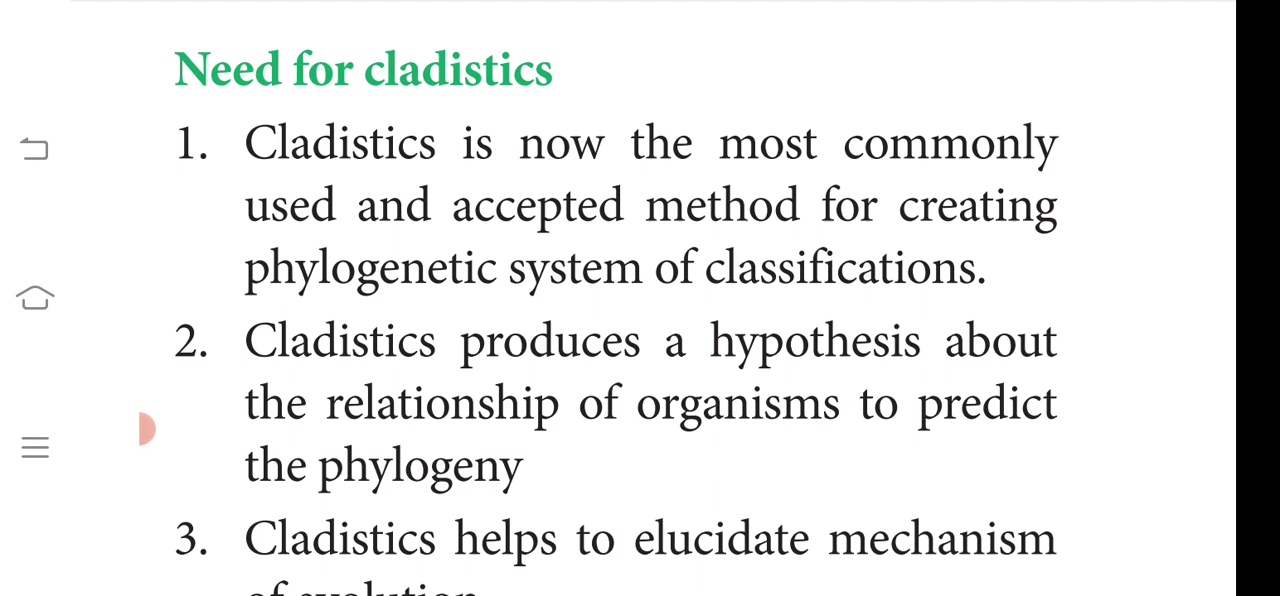 Need for cladistics
1. Cladistics is now the most commonly
used and accepted method for creating
phylogenetic system of classifications.
2. Cladistics produces a hypothesis about
the relationship of organisms to predict
the phylogeny
3. Cladistics helps to elucidate mechanism
of evolution